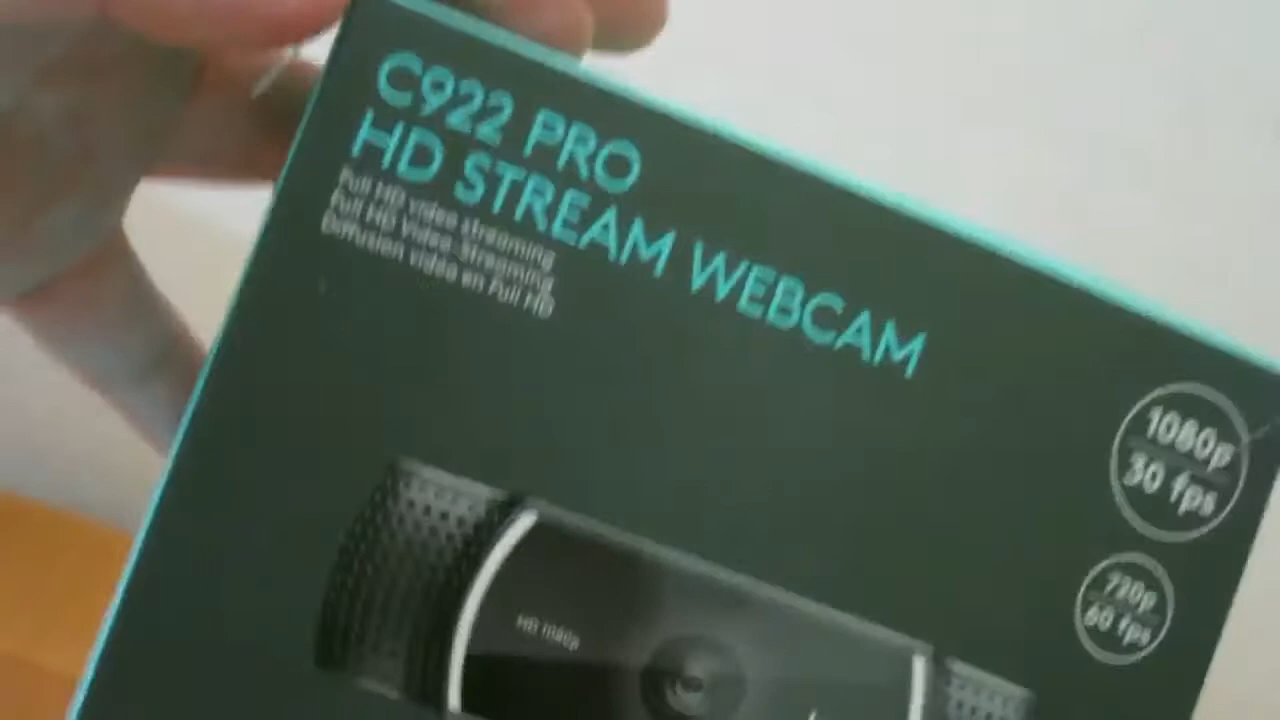 C922 PRO
HD STREAM WEBCAM
Full HD video streaming
Full HD Video-Streaming
Diffusion vidéo en Full HD
1080p
30 fps
720p
60 fps
HD 1080p